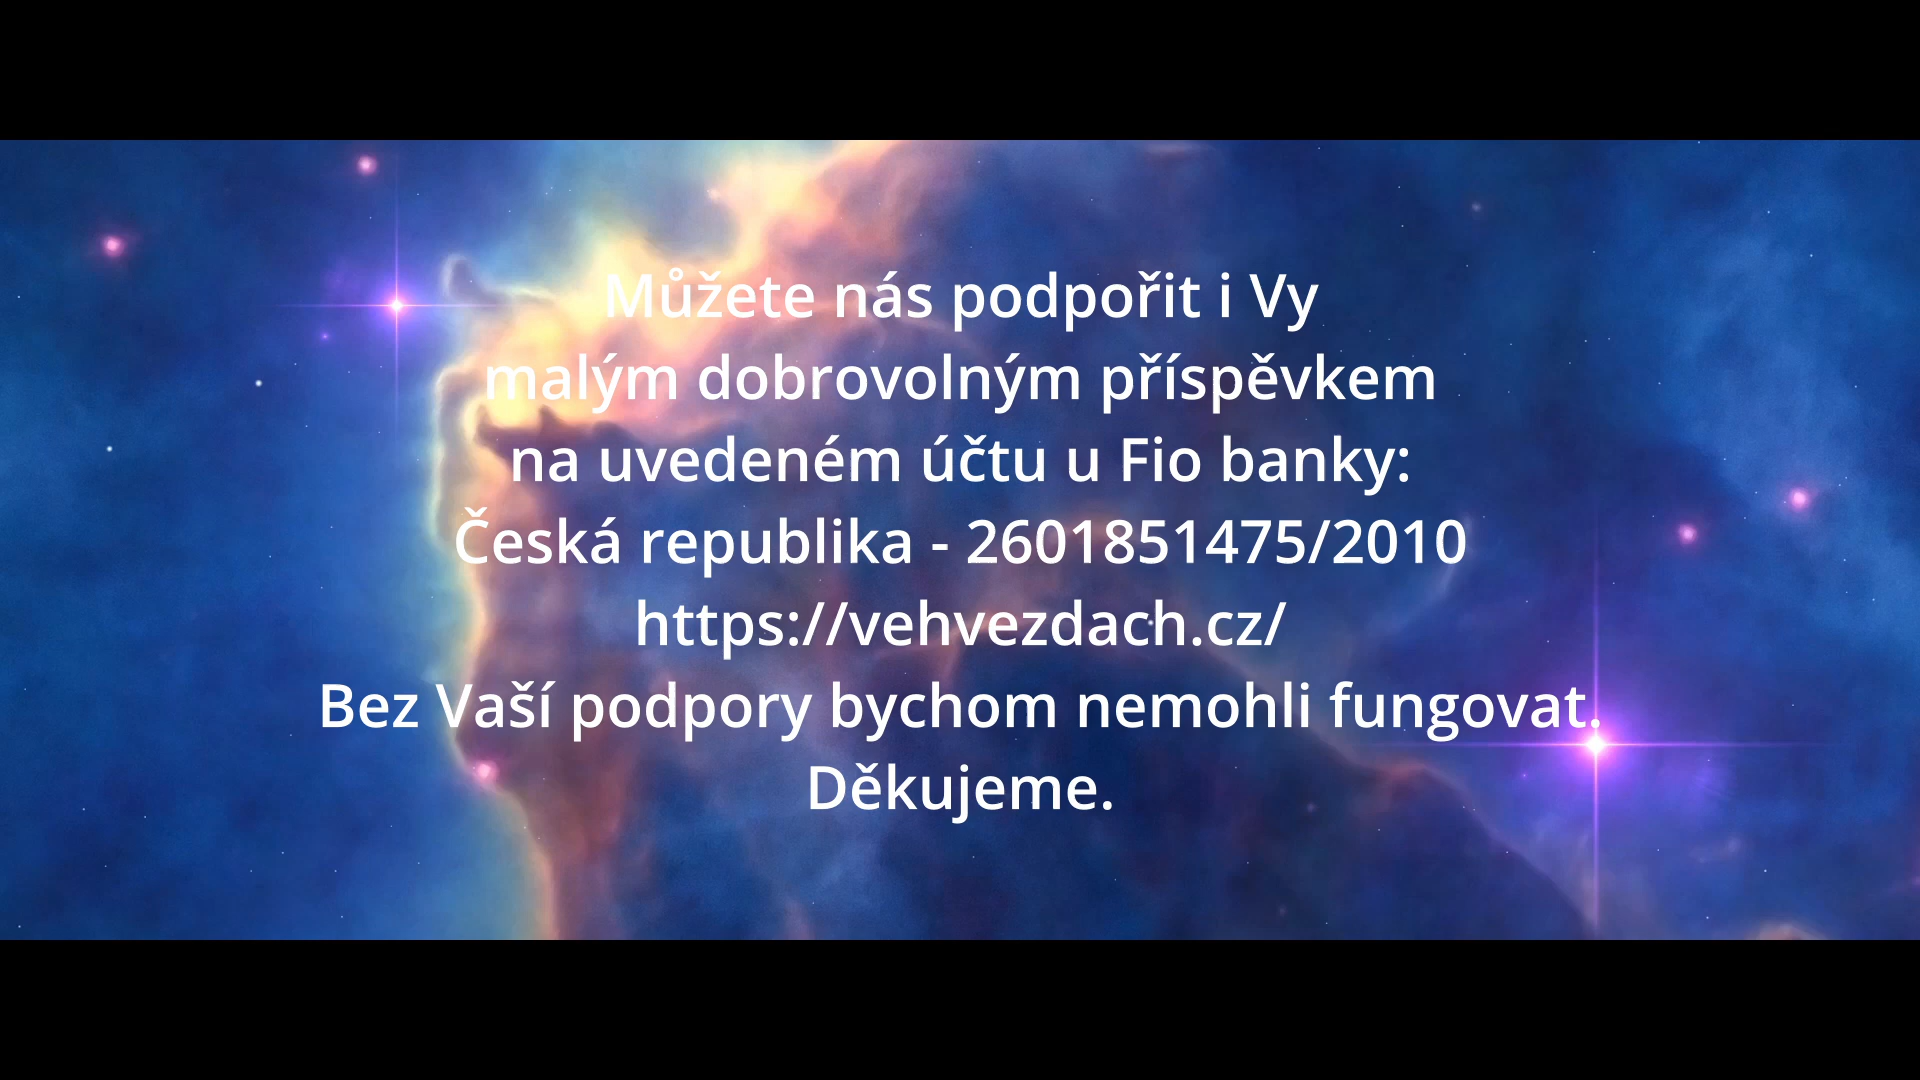 Můžete nás podpořit i Vy
malým dobrovolným příspěvkem
na uvedeném účtu u Fio banky:
Česká republika - 2601851475/2010
https://vehvezdach.cz/
Bez Vaší podpory bychom nemohli fungovat.
Děkujeme.